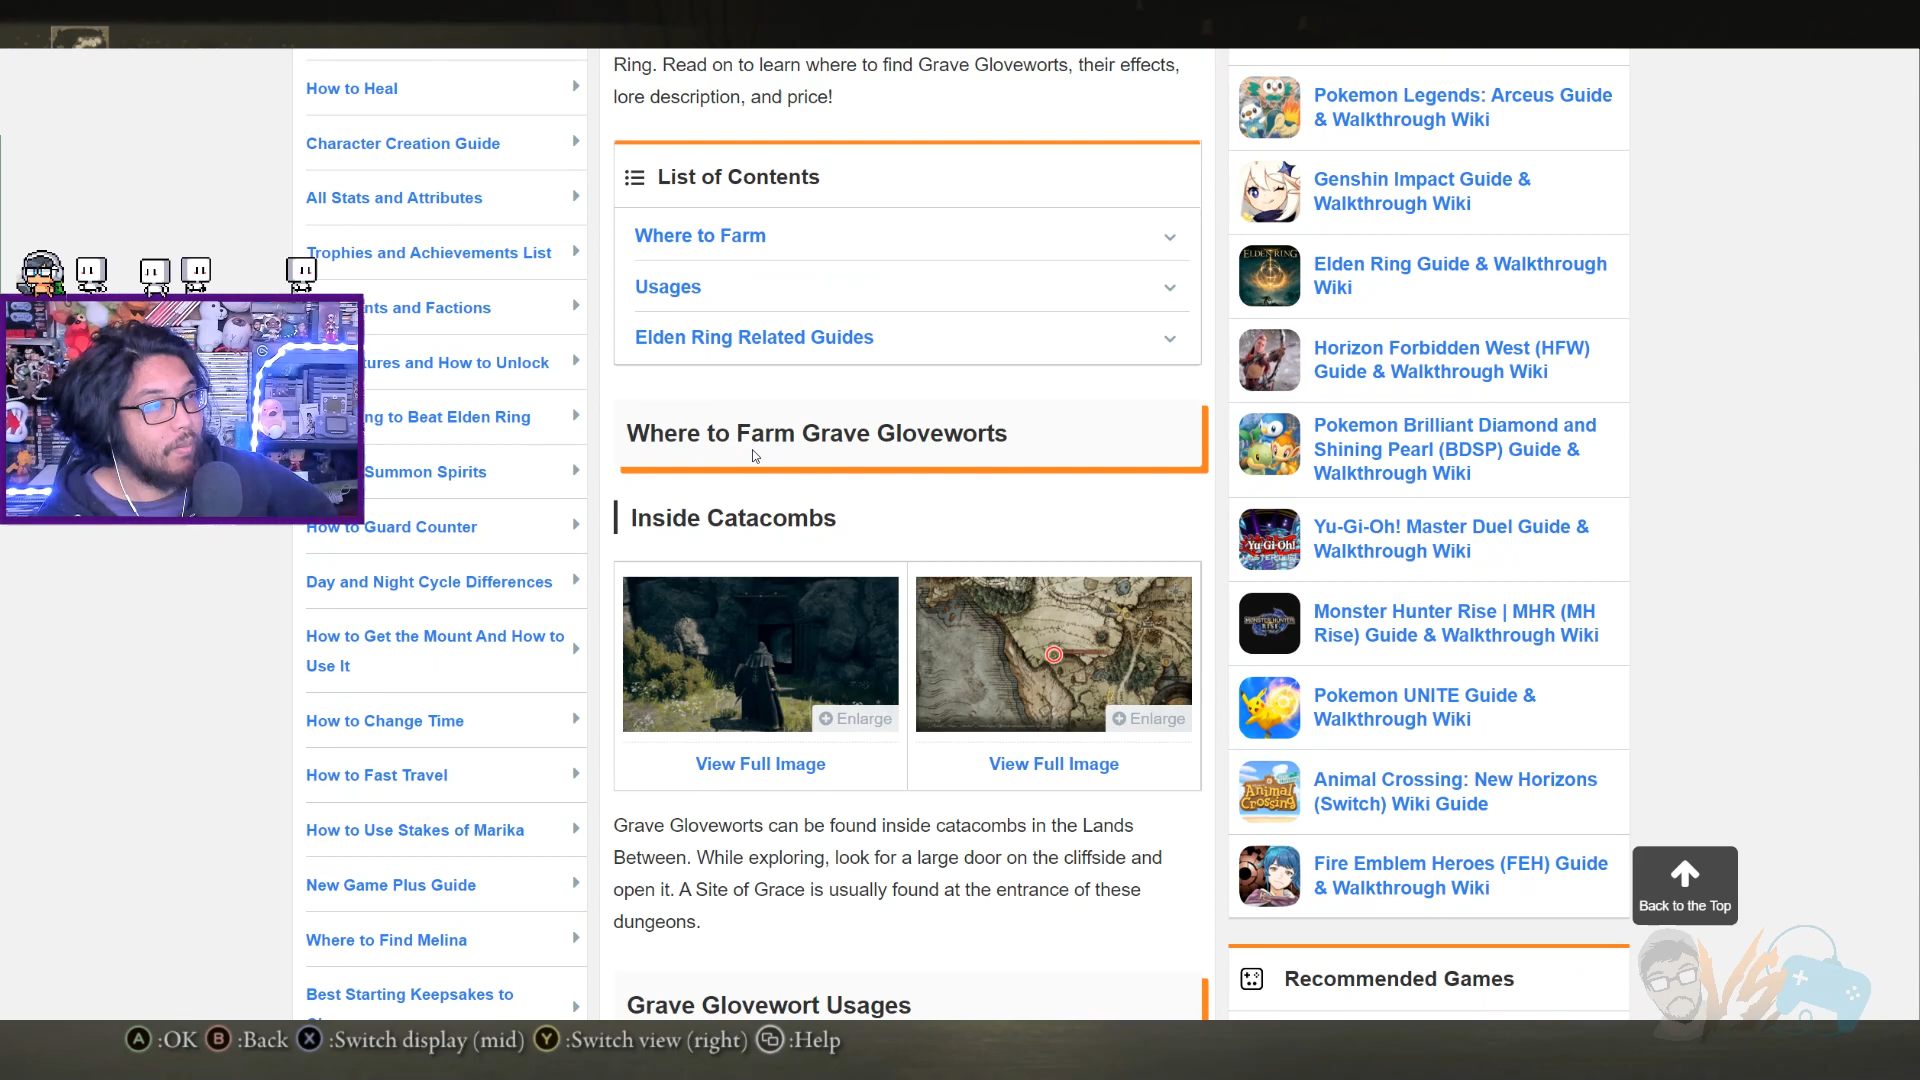 How to Heal
Character Creation Guide
All Stats and Attributes
Trophies and Achievements List
nts and Factions
tures and How to Unlock
ng to Beat Elden Ring
Summon Spirits
How to Guard Counter
Day and Night Cycle Differences
How to Get the Mount And How to
Use It
How to Change Time
How to Fast Travel
How to Use Stakes of Marika
New Game Plus Guide
Where to Find Melina
Best Starting Keepsakes to
Ring. Read on to learn where to find Grave Gloveworts, their effects,
lore description, and price!
List of Contents
Where to Farm
Usages
Elden Ring Related Guides
Where to Farm Grave Gloveworts
Inside Catacombs
Enlarge
Enlarge
View Full Image
View Full Image
Grave Gloveworts can be found inside catacombs in the Lands
Between. While exploring, look for a large door on the cliffside and
open it. A Site of Grace is usually found at the entrance of these
dungeons.
Grave Glovewort Usages
Pokemon Legends: Arceus Guide
& Walkthrough Wiki
Genshin Impact Guide &
Walkthrough Wiki
ELDEN RING
Elden Ring Guide & Walkthrough
Wiki
Horizon Forbidden West (HFW)
Guide & Walkthrough Wiki
Pokemon Brilliant Diamond and
Shining Pearl (BDSP) Guide &
Walkthrough Wiki
Yu-Gi-Oh!
Yu-Gi-Oh! Master Duel Guide &
Walkthrough Wiki
Monster Hunter Rise | MHR (MH
Rise) Guide & Walkthrough Wiki
Pokemon UNITE Guide &
Walkthrough Wiki
Animal
Crossing
Animal Crossing: New Horizons
(Switch) Wiki Guide
Fire Emblem Heroes (FEH) Guide
& Walkthrough Wiki
Back to the Top
Recommended Games
VS
A :OK B :Back X :Switch display (mid) Y :Switch view (right) :Help